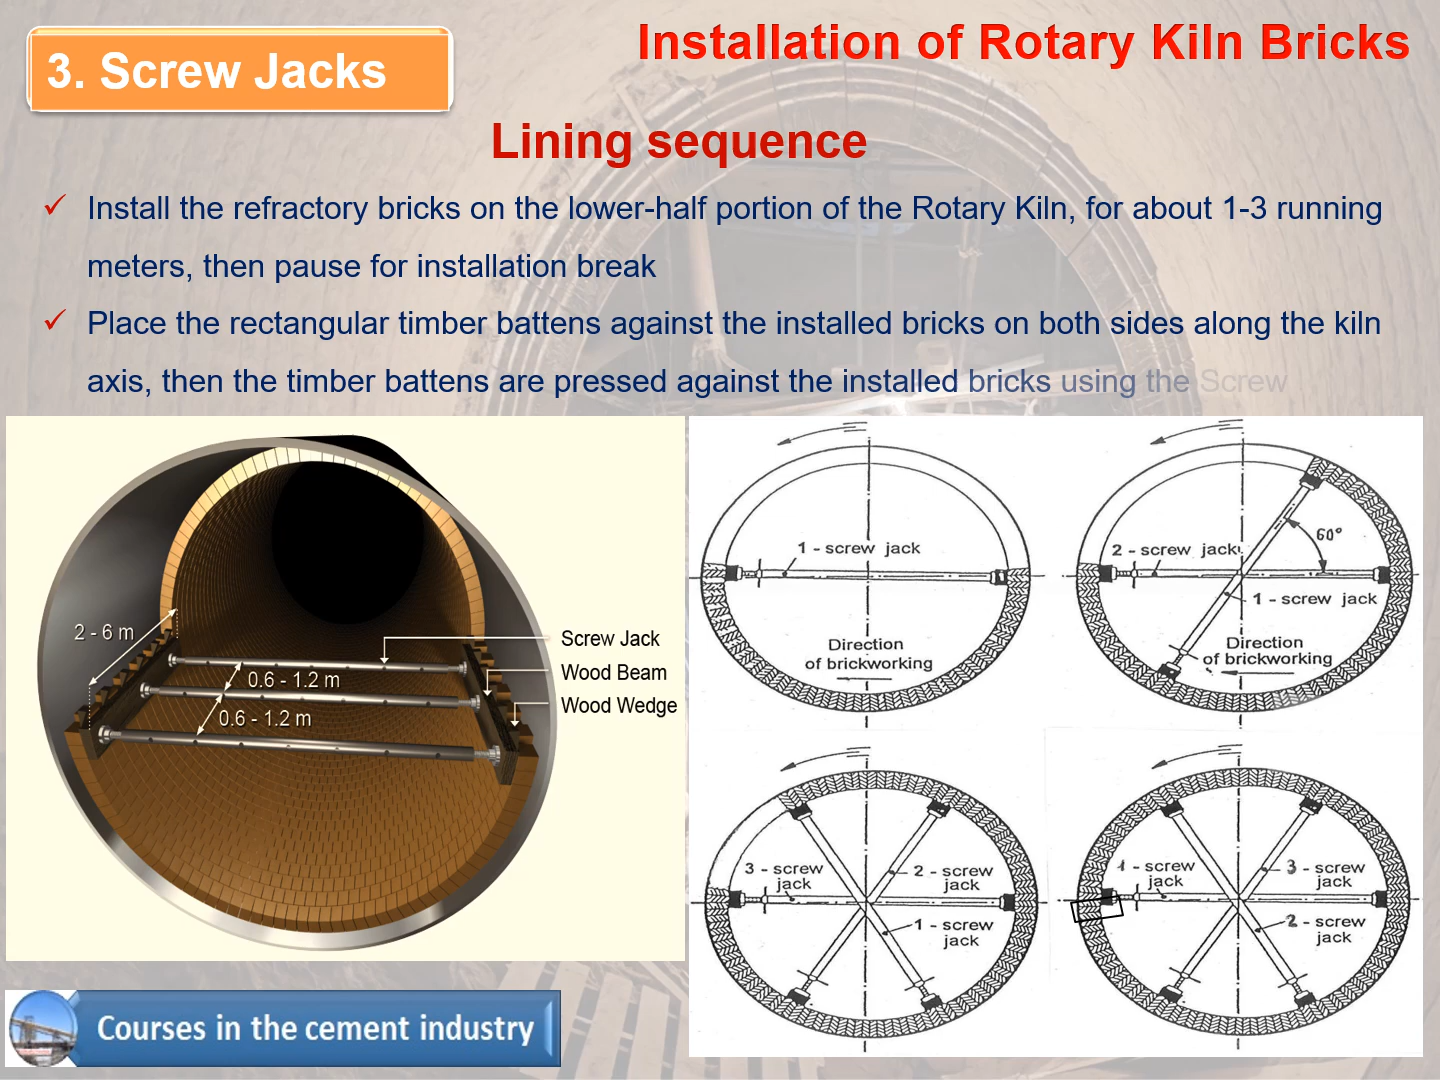 3. Screw Jacks
Installation of Rotary Kiln Bricks
Lining sequence
Install the refractory bricks on the lower-half portion of the Rotary Kiln, for about 1-3 running
meters, then pause for installation break
Place the rectangular timber battens against the installed bricks on both sides along the kiln
axis, then the timber battens are pressed against the installed bricks using the Screw
2 - 6 m
0.6 - 1.2 m
0.6 - 1.2 m
Screw Jack
Wood Beam
Wood Wedge
1 - screw jack
Direction
of brickworking
60°
2 - screw jack
1 - screw jack
Direction
of brickworking
3 - screw
jack
2 - screw
jack
1 - screw
jack
1 - screw
jack
3 - screw
jack
2 - screw
jack
Courses in the cement industry